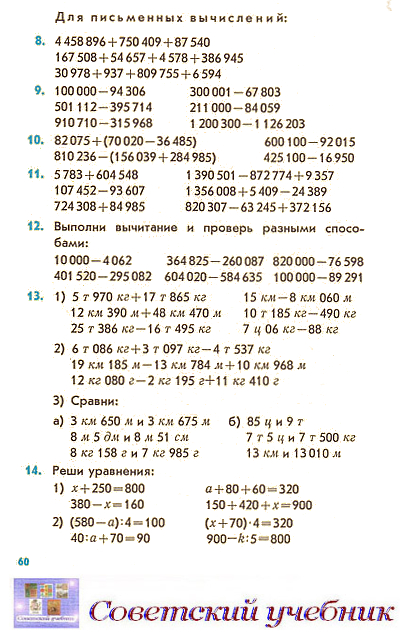 Для письменных вычислений:
8. 4 458 896+750 409+87 540
167 508+54 657+4 578+386 945
30 978+937+809 755+6 594
9. 100 000−94 306 300 001−67 803
501 112−395 714 211 000−84 059
910 710−315 968 1 200 300−1 126 203
10. 82 075+(70 020−36 485) 600 100−92 015
810 236−(156 039+284 985) 425 100−16 950
11. 5 783+604 548 1 390 501−872 774+9 357
107 452−93 607 1 356 008+5 409−24 389
724 308+84 985 820 307−63 245+372 156
12. Выполни вычитание и проверь разными спосо-
бами:
10 000−4 062 364 825−260 087 820 000−76 598
401 520−295 082 604 020−584 635 100 000−89 291
13. 1) 5 т 970 кг+17 т 865 кг 15 км−8 км 060 м
12 км 390 м+48 км 470 м 10 т 185 кг−490 кг
25 т 386 кг−16 т 495 кг 7 ц 06 кг−88 кг
2) 6 т 086 кг+3 т 097 кг−4 т 537 кг
19 км 185 м−13 км 784 м+10 км 968 м
12 кг 080 г−2 кг 195 г+11 кг 410 г
3) Сравни:
а) 3 км 650 м и 3 км 675 м б) 85 ц и 9 т
8 м 5 дм и 8 м 51 см 7 т 5 ц и 7 т 500 кг
8 кг 158 г и 7 кг 985 г 13 км и 13 010 м
14. Реши уравнения:
1) x+250=800 a+80+60=320
380−x=160 150+420+x=900
2) (580−a):4=100 (x+70)·4=320
40:a+70=90 900−k:5=800
60
Советский учебник
Советский учебник